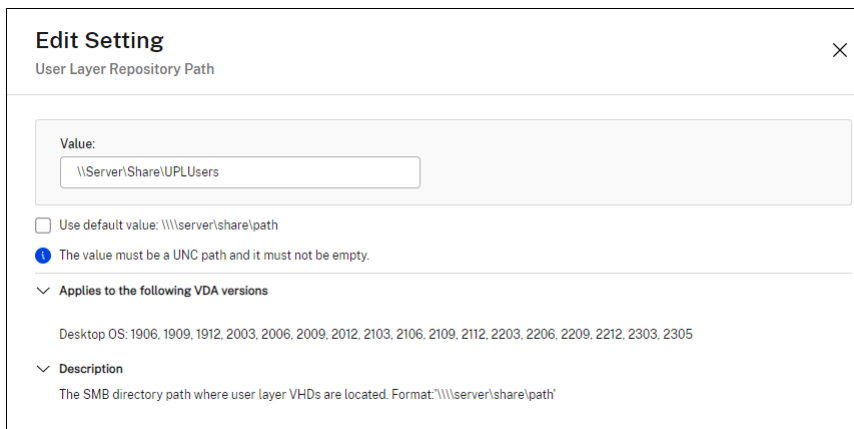 Edit Setting
User Layer Repository Path
Value:
\\Server\Share\UPLUsers
Use default value: \\\\server\share\path
The value must be a UNC path and it must not be empty.
Applies to the following VDA versions
Desktop OS: 1906, 1909, 1912, 2003, 2006, 2009, 2012, 2103, 2106, 2109, 2112, 2203, 2206, 2209, 2212, 2303, 2305
Description
The SMB directory path where user layer VHDs are located. Format:'\\\\server\share\path'